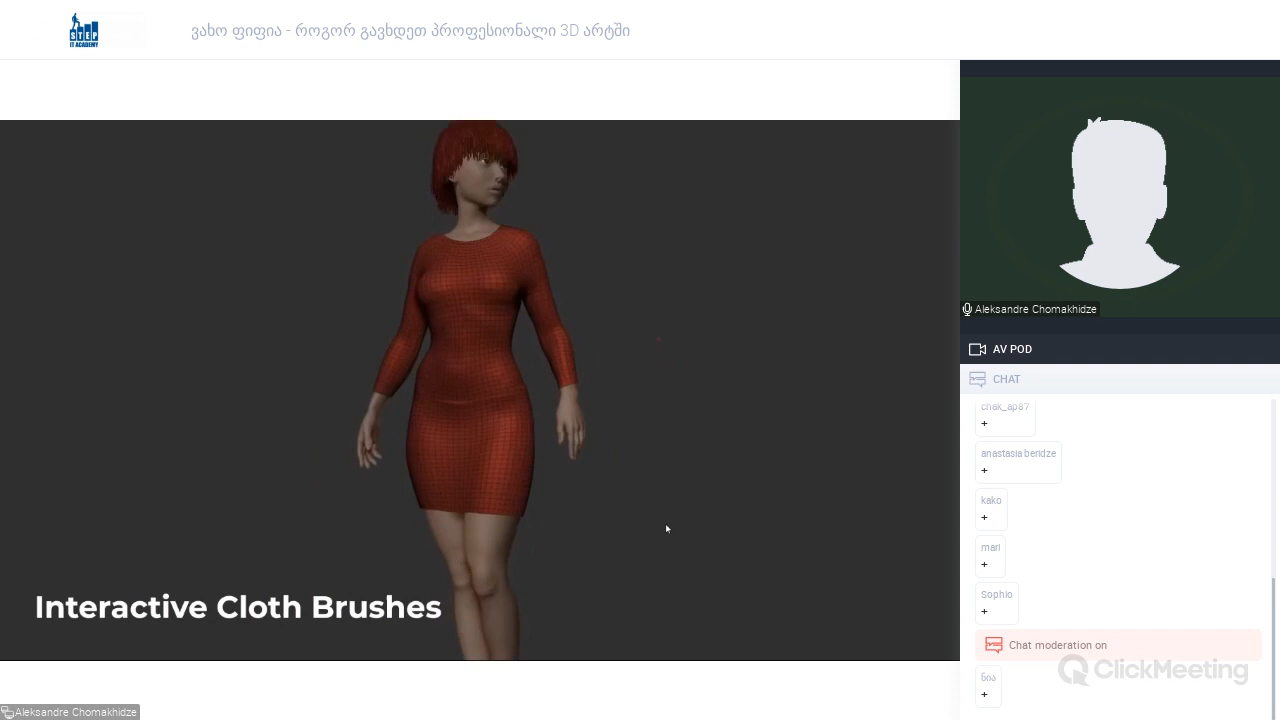 STEP
IT ACADEMY
ვახო ფიფია - როგორ გავხდეთ პროფესიონალი 3D არტში
Interactive Cloth Brushes
Aleksandre Chomakhidze
Aleksandre Chomakhidze
AV POD
CHAT
chak_ap87
+
anastasia beridze
+
kako
+
mari
+
Sophio
+
Chat moderation on
ClickMeeting
ნია
+